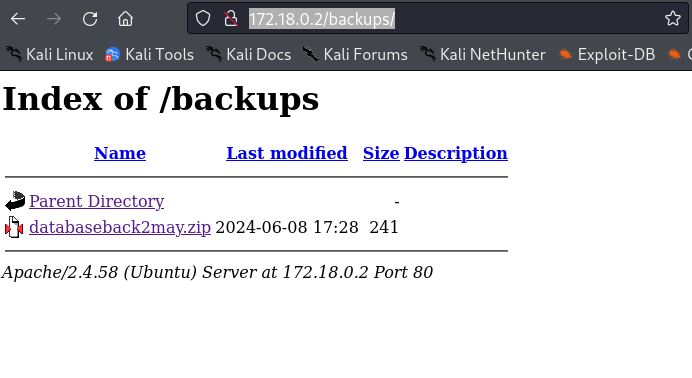 172.18.0.2/backups/
Kali Linux Kali Tools Kali Docs Kali Forums Kali NetHunter Exploit-DB
Index of /backups
Name Last modified Size Description
Parent Directory -
databaseback2may.zip 2024-06-08 17:28 241
Apache/2.4.58 (Ubuntu) Server at 172.18.0.2 Port 80